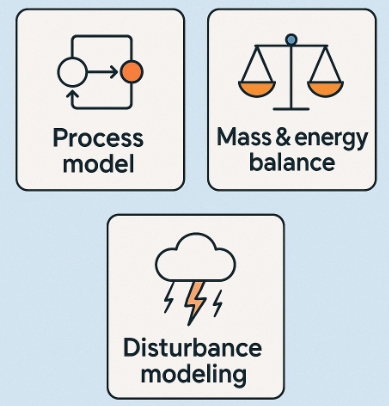 Process
model
Mass & energy
balance
Disturbance
modeling